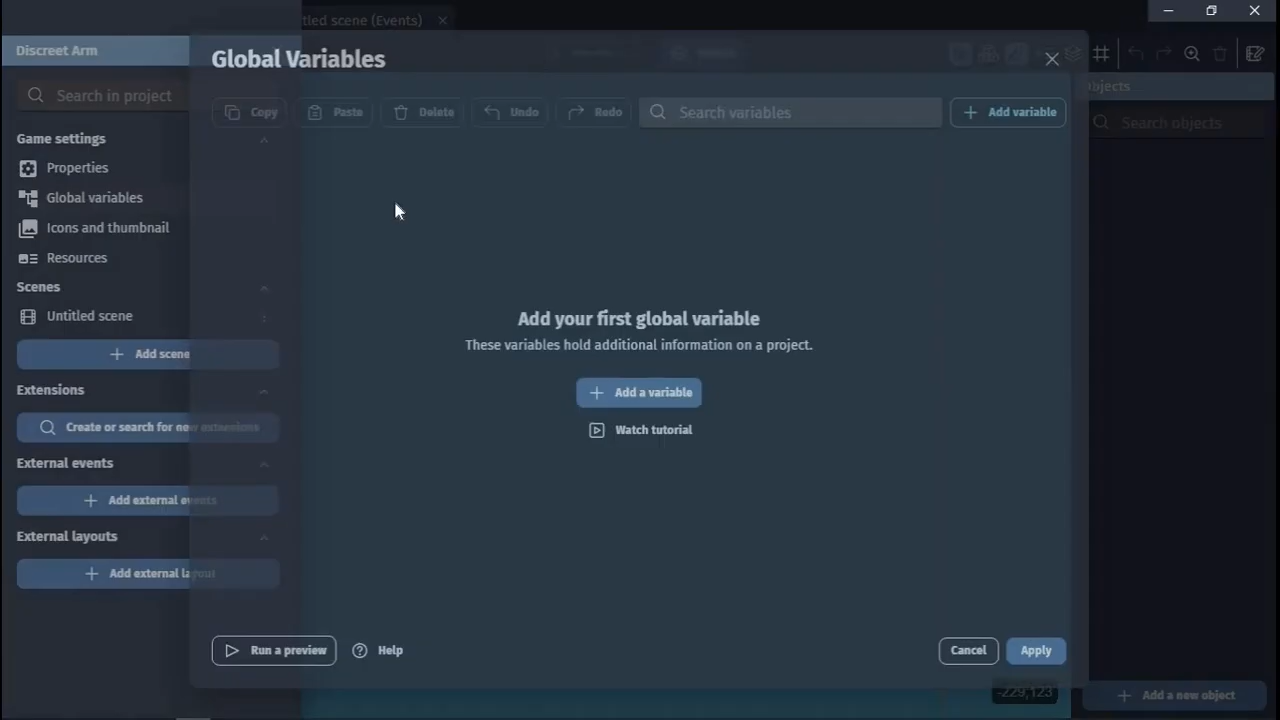 tled scene (Events)
Discreet Arm
Global Variables
Search in project
Copy
Paste
Delete
Undo
Redo
Search variables
Add variable
Objects
Search objects
Game settings
Properties
Global variables
Icons and thumbnail
Resources
Scenes
Untitled scene
Add scene
Extensions
Create or search for new extensions
External events
Add external events
External layouts
Add external layout
Add your first global variable
These variables hold additional information on a project.
Add a variable
Watch tutorial
Run a preview
Help
Cancel
Apply
-229;123
Add a new object